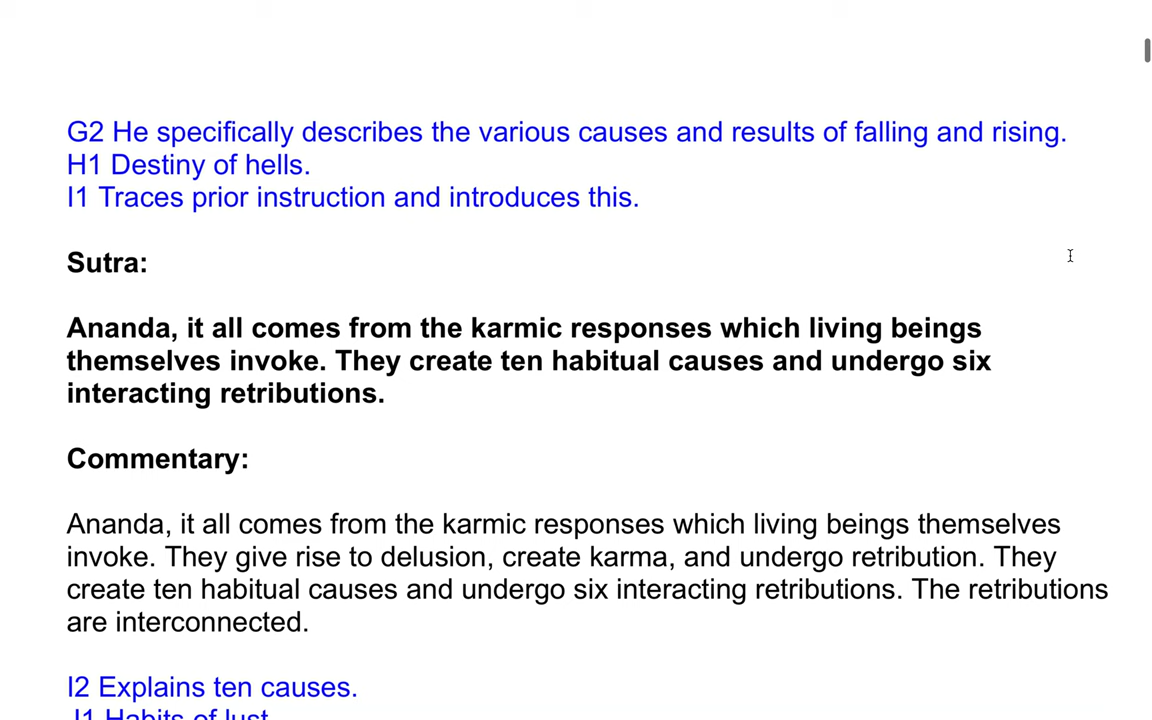 G2 He specifically describes the various causes and results of falling and rising.
H1 Destiny of hells.
I1 Traces prior instruction and introduces this.
Sutra:
Ananda, it all comes from the karmic responses which living beings
themselves invoke. They create ten habitual causes and undergo six
interacting retributions.
Commentary:
Ananda, it all comes from the karmic responses which living beings themselves
invoke. They give rise to delusion, create karma, and undergo retribution. They
create ten habitual causes and undergo six interacting retributions. The retributions
are interconnected.
I2 Explains ten causes.
J1 Habits of lust.